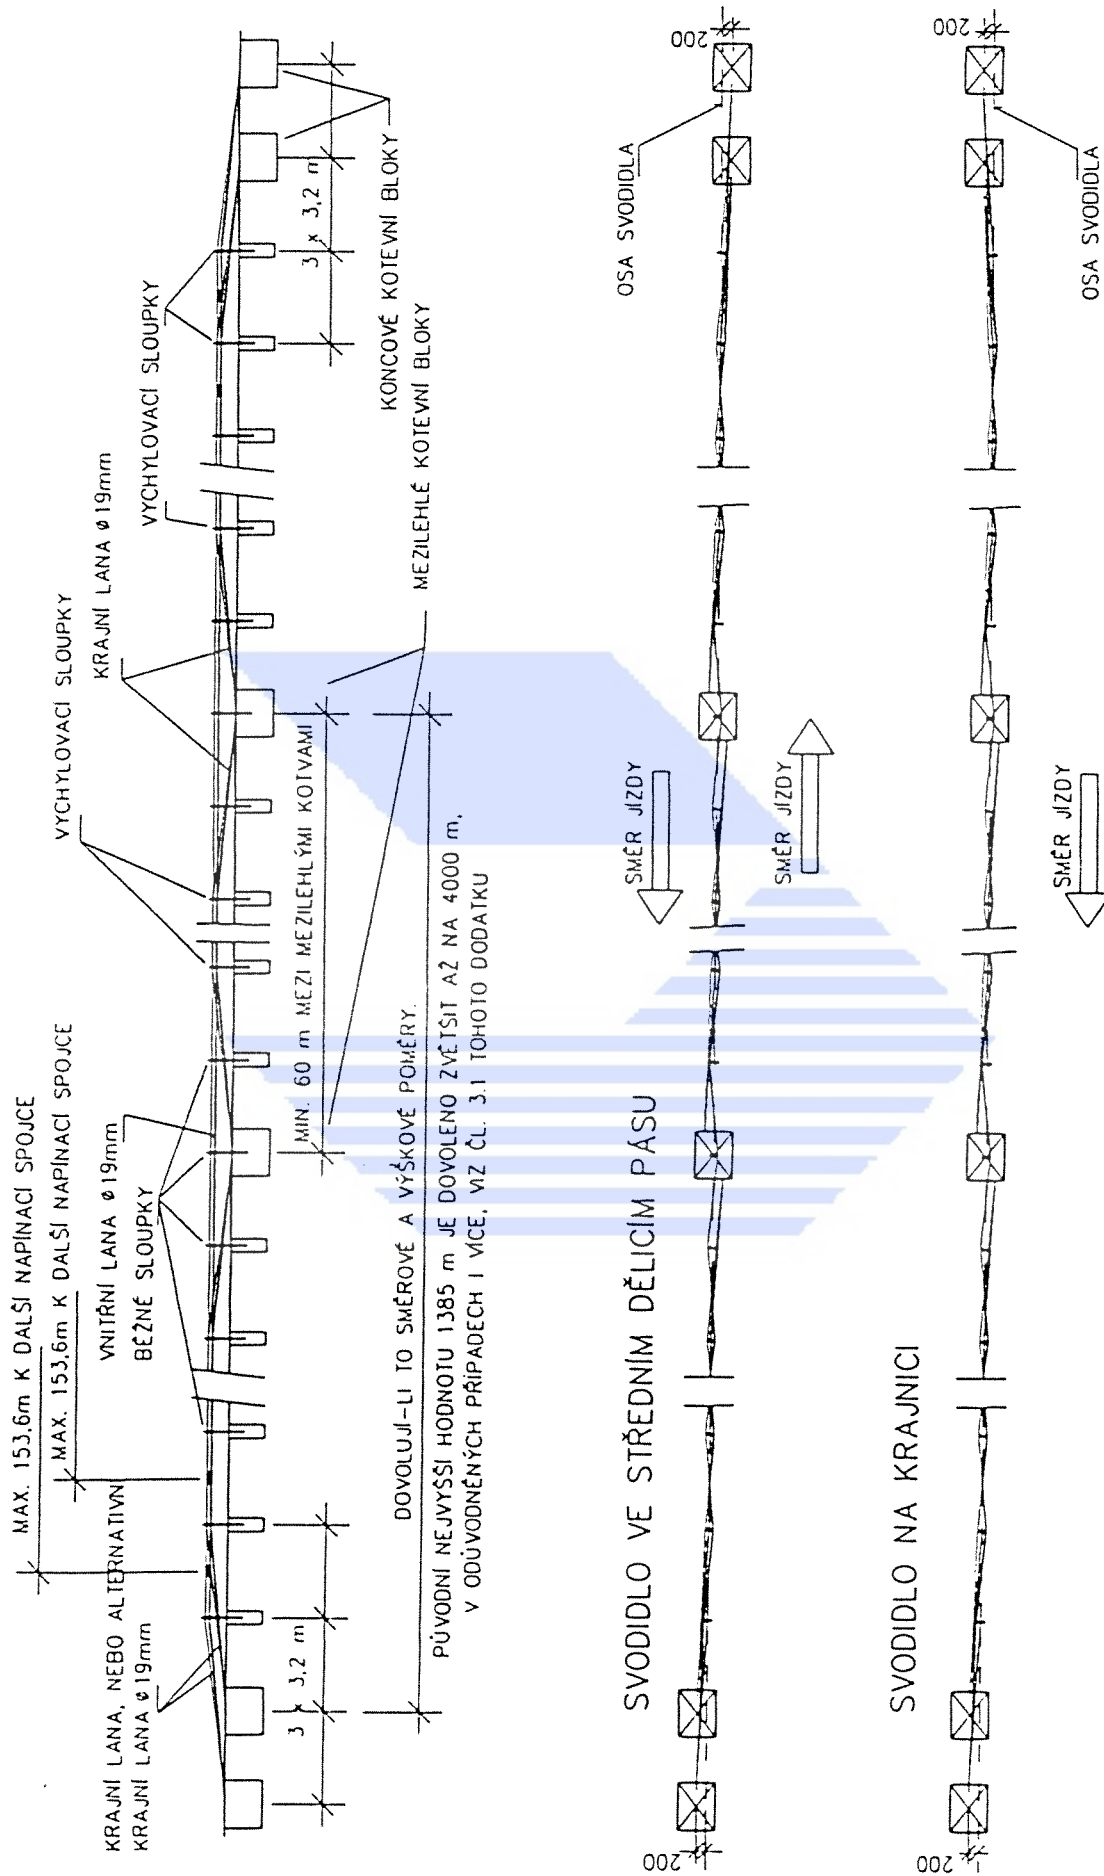 MAX. 153,6m K DALŠÍ NAPÍNACÍ SPOJCE
MAX. 153,6m K DALŠÍ NAPÍNACÍ SPOJCE
KRAJNÍ LANA, NEBO ALTERNATIVNÍ
KRAJNÍ LANA ø19mm
VNITŘNÍ LANA ø19mm
BĚŽNÉ SLOUPKY
VYCHYLOVACÍ SLOUPKY
KRAJNÍ LANA ø19mm
VYCHYLOVACÍ SLOUPKY
VYCHYLOVACÍ SLOUPKY
3 x 3,2 m
MIN. 60 m MEZI MEZILEHLÝMI KOTVAMI
3 x 3,2 m
KONCOVÉ KOTEVNÍ BLOKY
MEZILEHLÉ KOTEVNÍ BLOKY
DOVOLUJÍ-LI TO SMĚROVÉ A VÝŠKOVÉ POMĚRY.
PŮVODNÍ NEJVYŠŠÍ HODNOTU 1385 m JE DOVOLENO ZVĚTŠIT AŽ NA 4000 m,
V ODŮVODNĚNÝCH PŘÍPADECH I VÍCE, VIZ ČL. 3.1 TOHOTO DODATKU
SVODIDLO VE STŘEDNÍM DĚLICÍM PÁSU
SMĚR JÍZDY
OSA SVODIDLA
200
200
SMĚR JÍZDY
SVODIDLO NA KRAJNICI
200
200
SMĚR JÍZDY
OSA SVODIDLA